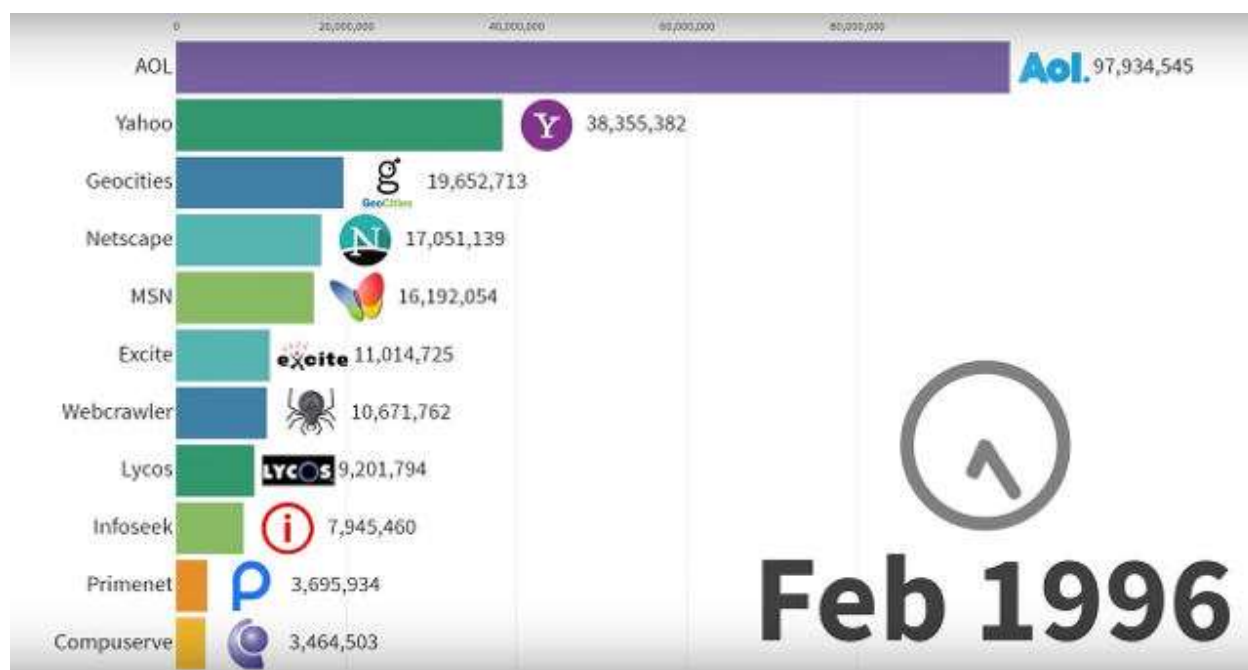 0 20,000,000 40,000,000 60,000,000 80,000,000
AOL Aol. 97,934,545
Yahoo Y 38,355,382
Geocities g GeoCities 19,652,713
Netscape N 17,051,139
MSN 16,192,054
Excite excite 11,014,725
Webcrawler 10,671,762
Lycos LYCOS 9,201,794
Infoseek i 7,945,460
Primenet 3,695,934
Compuserve 3,464,503
Feb 1996